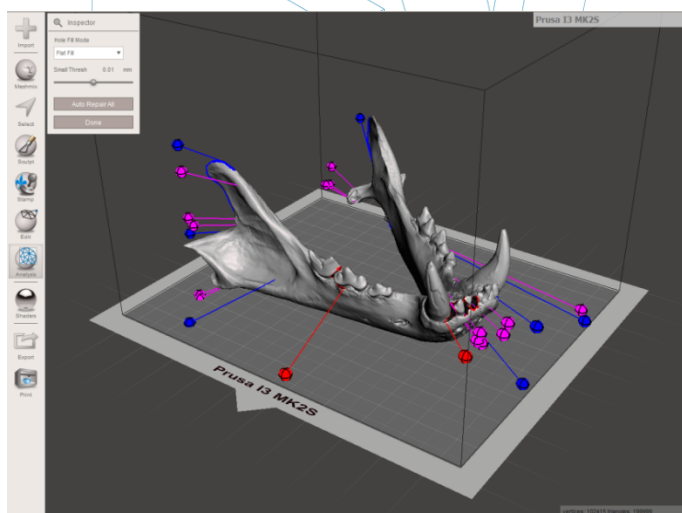 Import
Meshmix
Select
Sculpt
Stamp
Edit
Analysis
Shaders
Export
Print
Inspector
Hole Fill Mode
Flat Fill
Small Thresh 0.01 mm
Auto Repair All
Done
Prusa I3 MK2S
Prusa I3 MK2S